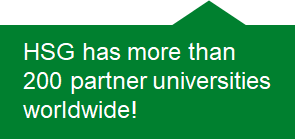 HSG has more than
200 partner universities
worldwide!